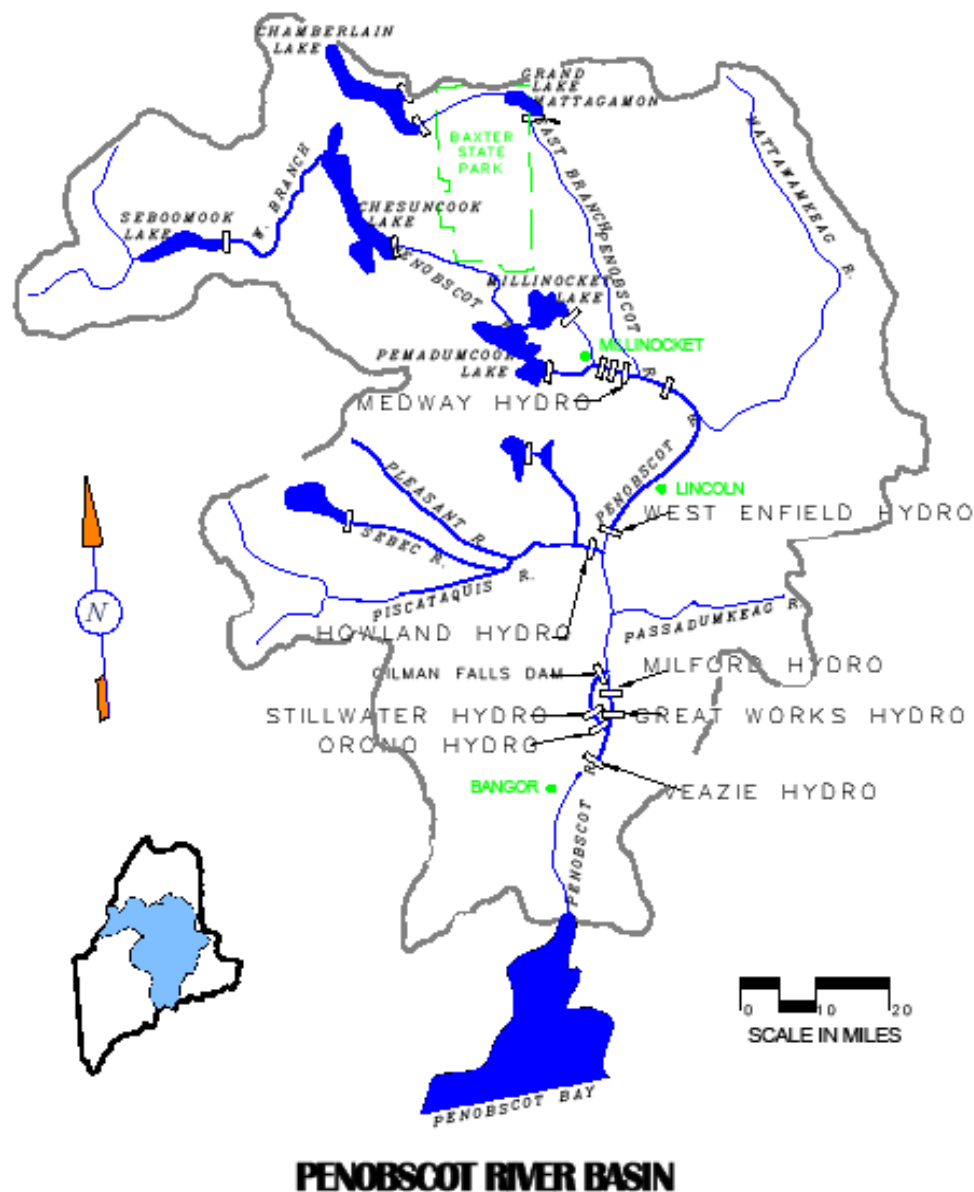 CHAMBERLAIN
LAKE
GRAND
LAKE
MATTAGAMON
BAXTER
STATE
PARK
EAST BRANCH PENOBSCOT R.
MATTAWAMKEAG R.
W. BRANCH
SEBOOMOOK
LAKE
CHESUNCOOK
LAKE
PENOBSCOT R.
MILLINOCKET
LAKE
MILLINOCKET
PEMADUMCOOK
LAKE
MEDWAY HYDRO
PENOBSCOT R.
PLEASANT R.
LINCOLN
WEST ENFIELD HYDRO
SEBEC R.
PISCATAQUIS R.
PASSADUMKEAG R.
HOWLAND HYDRO
GILMAN FALLS DAM
MILFORD HYDRO
STILLWATER HYDRO
GREAT WORKS HYDRO
ORONO HYDRO
BANGOR
VEAZIE HYDRO
PENOBSCOT R.
N
0 10 20
SCALE IN MILES
PENOBSCOT BAY
PENOBSCOT RIVER BASIN